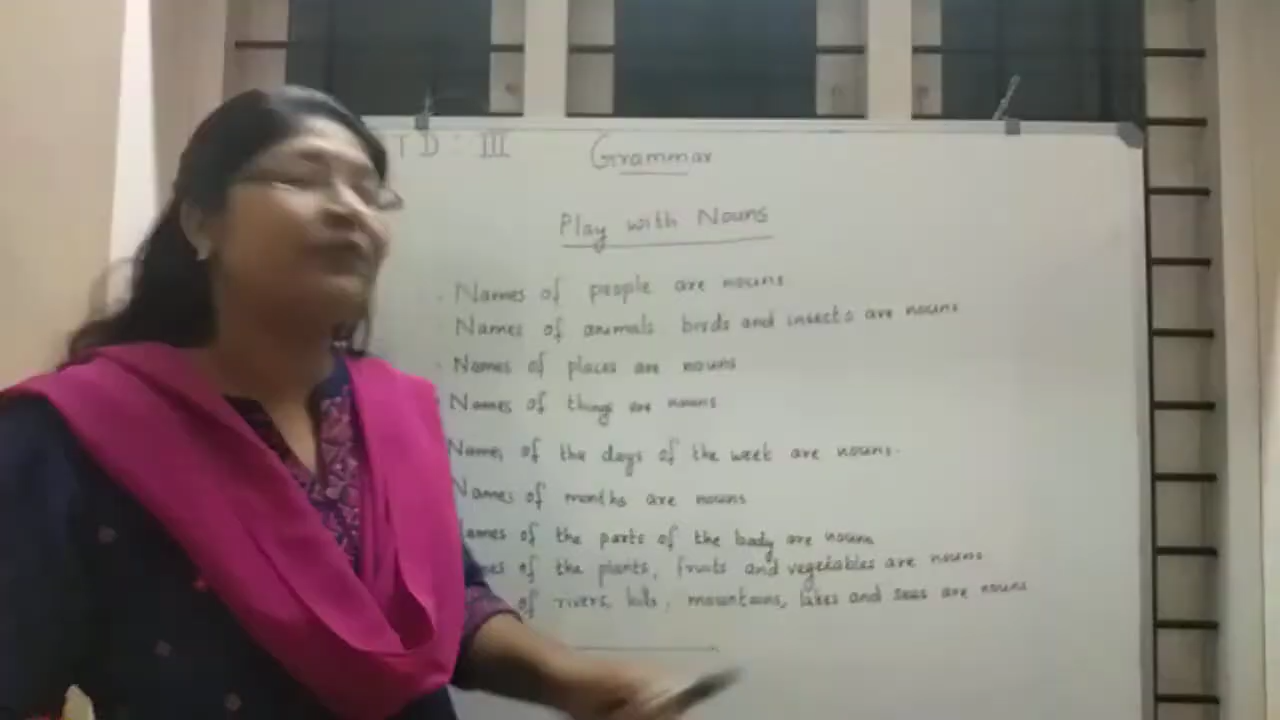 TD : III
Grammar
Play with Nouns
Names of people are nouns
Names of animals birds and insects are nouns
Names of places are nouns
Names of things are nouns
Names of the days of the week are nouns.
Names of months are nouns
ames of the parts of the body are nouns
es of the plants, fruits and vegetables are nouns
of rivers, hills, mountains, lakes and seas are nouns